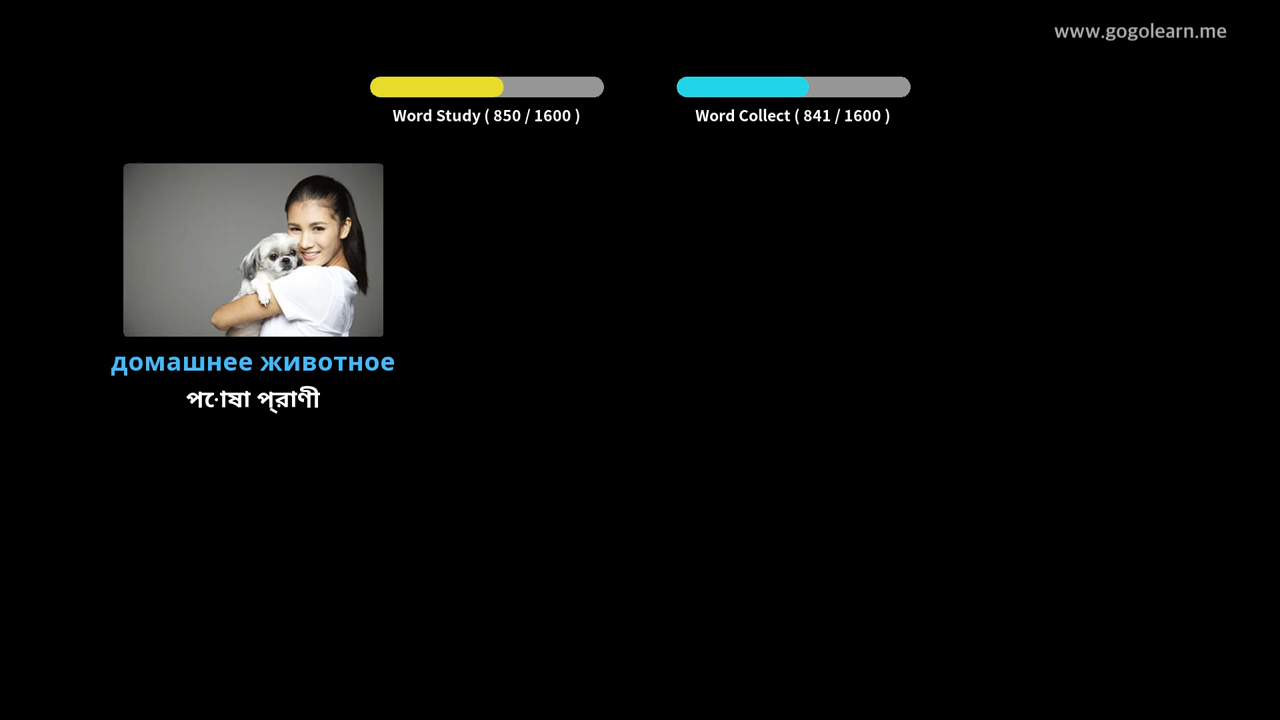 www.gogolearn.me
Word Study ( 850 / 1600 )
Word Collect ( 841 / 1600 )
домашнее животное
পোষা প্রাণী